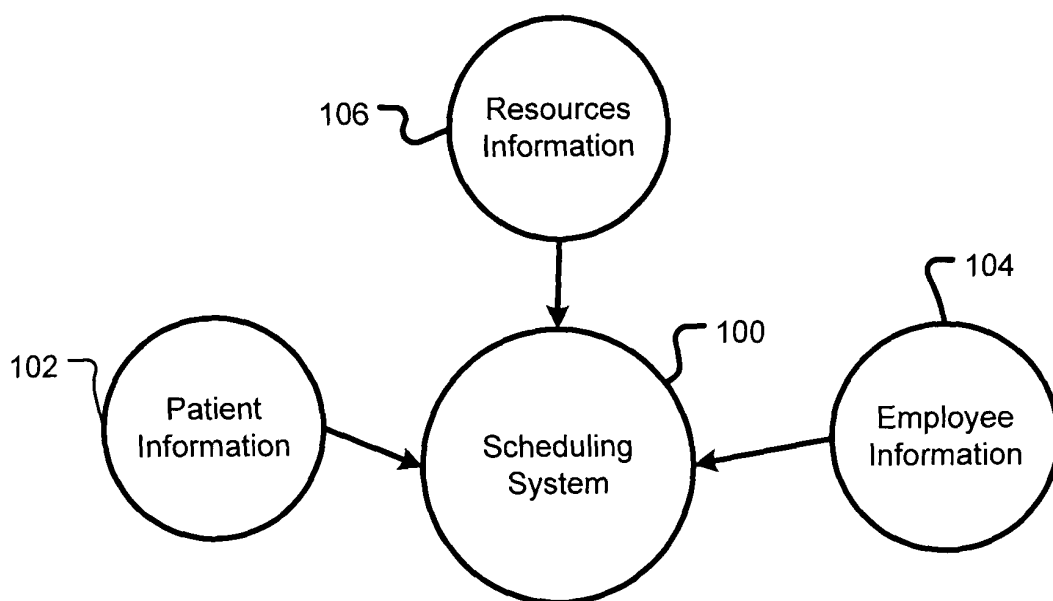 106
Resources
Information
104
100
102
Patient
Information
Scheduling
System
Employee
Information